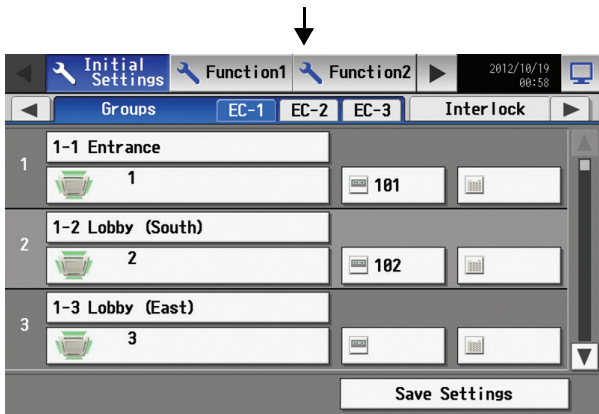 Initial
Settings
Function1
Function2
2012/10/19
00:58
Groups
EC-1
EC-2
EC-3
Interlock
1
1-1 Entrance
1
101
2
1-2 Lobby (South)
2
102
3
1-3 Lobby (East)
3
Save Settings